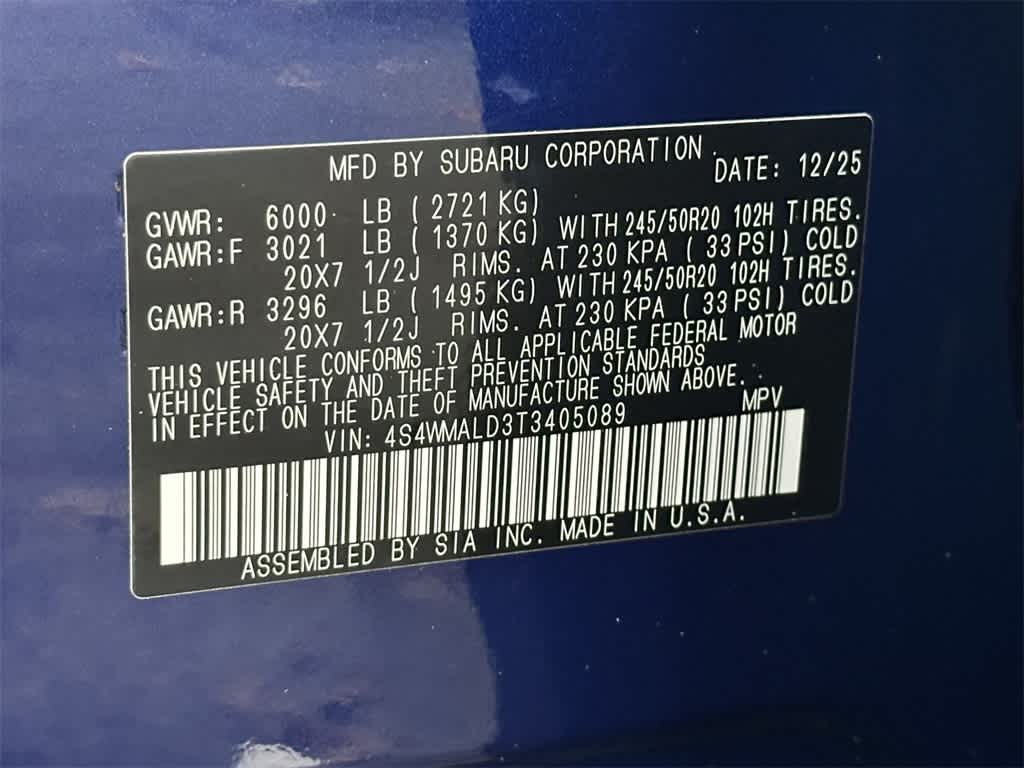 MFD BY SUBARU CORPORATION
DATE: 12/25
GVWR: 6000 LB ( 2721 KG)
GAWR:F 3021 LB ( 1370 KG) WITH 245/50R20 102H TIRES.
20X7 1/2J RIMS. AT 230 KPA ( 33 PSI) COLD
GAWR:R 3296 LB ( 1495 KG) WITH 245/50R20 102H TIRES.
20X7 1/2J RIMS. AT 230 KPA ( 33 PSI) COLD
THIS VEHICLE CONFORMS TO ALL APPLICABLE FEDERAL MOTOR
VEHICLE SAFETY AND THEFT PREVENTION STANDARDS
IN EFFECT ON THE DATE OF MANUFACTURE SHOWN ABOVE.
VIN: 4S4WMALD3T3405089 MPV
ASSEMBLED BY SIA INC. MADE IN U.S.A.